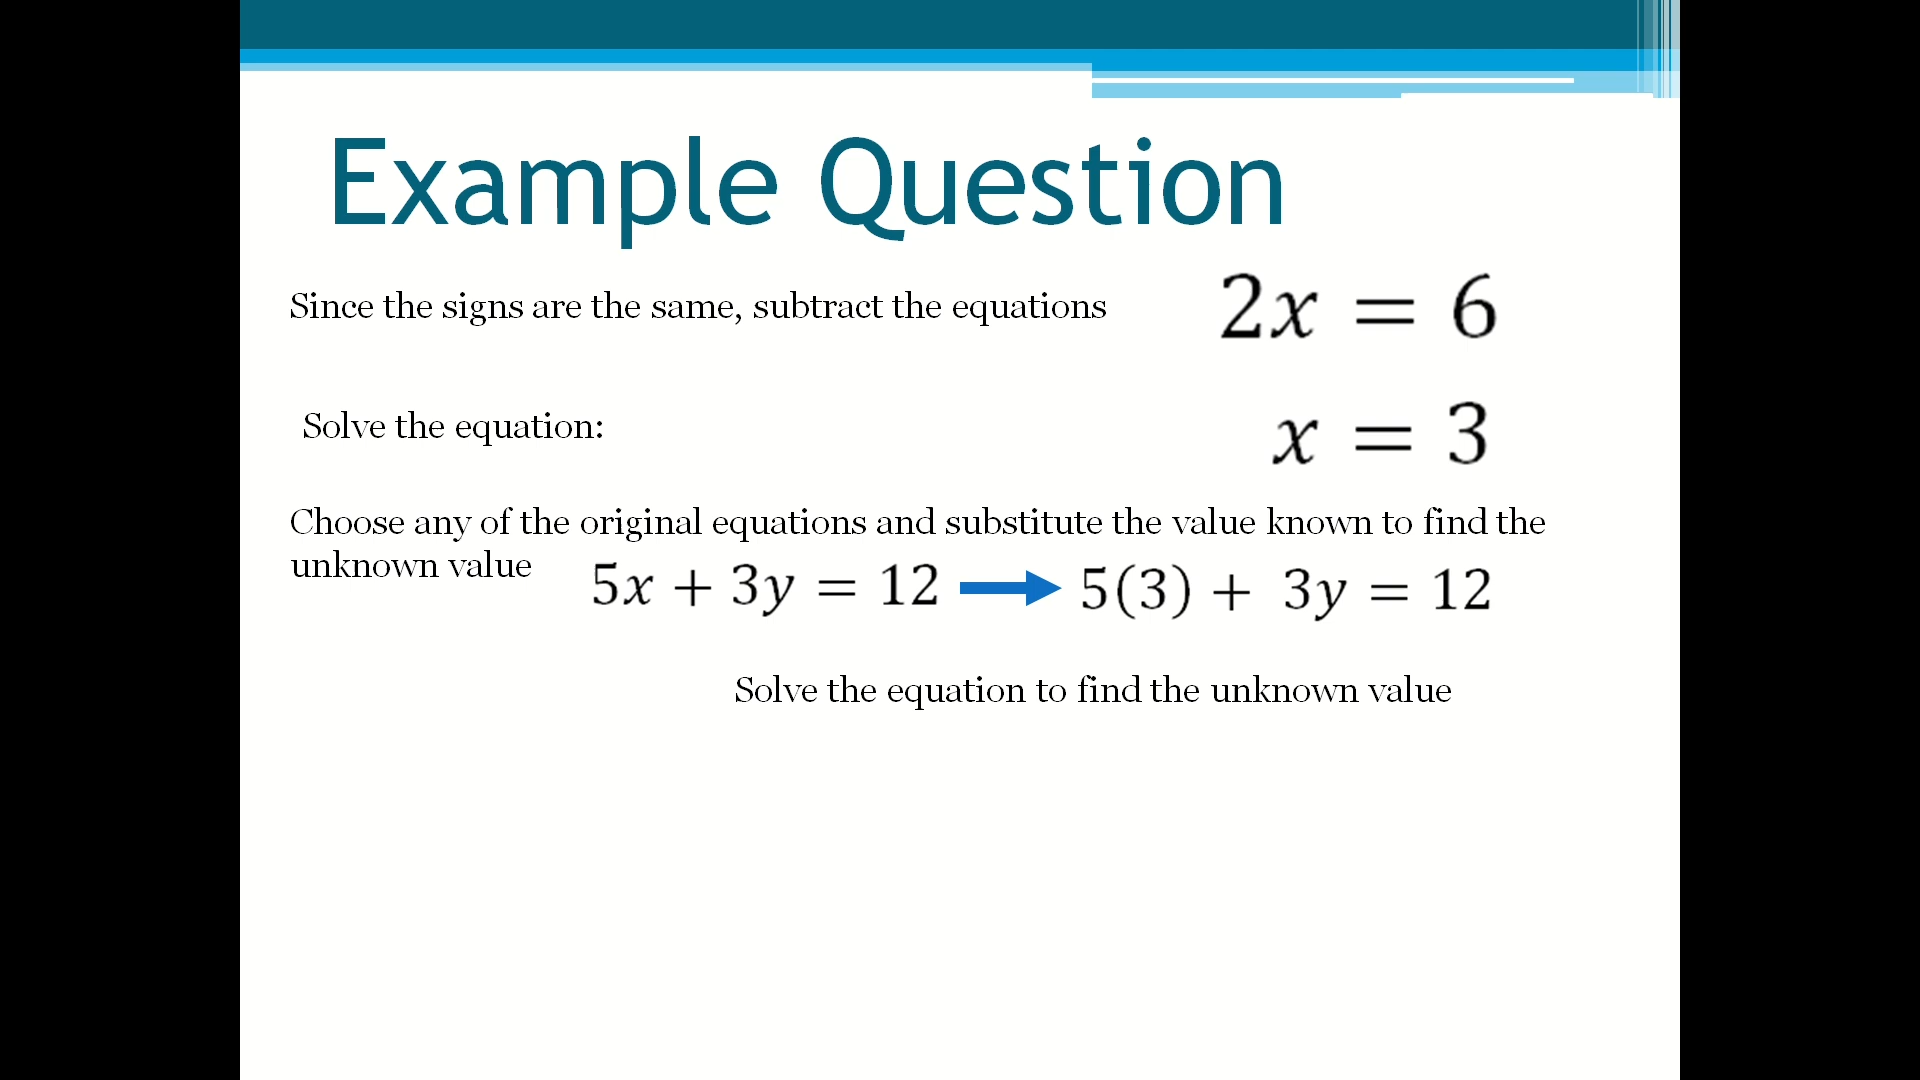 Example Question
Since the signs are the same, subtract the equations
2x = 6
Solve the equation:
x = 3
Choose any of the original equations and substitute the value known to find the
unknown value
5x + 3y = 12
5(3) + 3y = 12
Solve the equation to find the unknown value